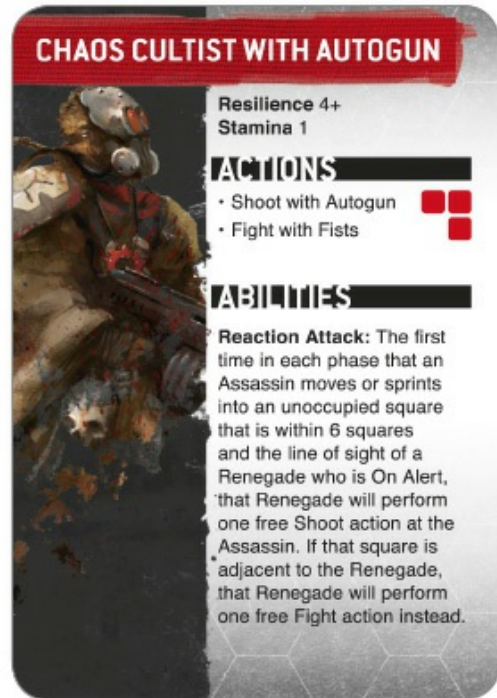 CHAOS CULTIST WITH AUTOGUN
Resilience 4+
Stamina 1
ACTIONS
• Shoot with Autogun
• Fight with Fists
ABILITIES
Reaction Attack: The first
time in each phase that an
Assassin moves or sprints
into an unoccupied square
that is within 6 squares
and the line of sight of a
Renegade who is On Alert,
that Renegade will perform
one free Shoot action at the
Assassin. If that square is
adjacent to the Renegade,
that Renegade will perform
one free Fight action instead.